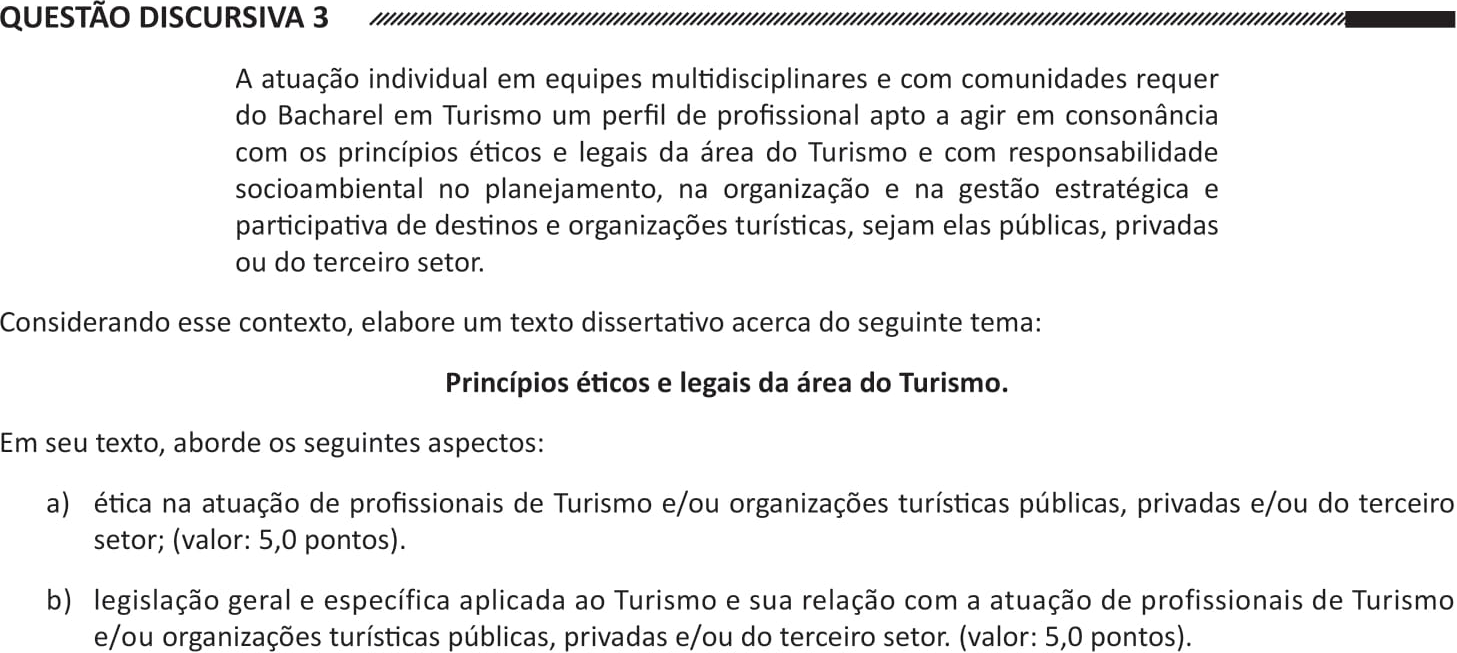 QUESTÃO DISCURSIVA 3
A atuação individual em equipes multidisciplinares e com comunidades requer
do Bacharel em Turismo um perfil de profissional apto a agir em consonância
com os princípios éticos e legais da área do Turismo e com responsabilidade
socioambiental no planejamento, na organização e na gestão estratégica e
participativa de destinos e organizações turísticas, sejam elas públicas, privadas
ou do terceiro setor.
Considerando esse contexto, elabore um texto dissertativo acerca do seguinte tema:
Princípios éticos e legais da área do Turismo.
Em seu texto, aborde os seguintes aspectos:
a) ética na atuação de profissionais de Turismo e/ou organizações turísticas públicas, privadas e/ou do terceiro
setor; (valor: 5,0 pontos).
b) legislação geral e específica aplicada ao Turismo e sua relação com a atuação de profissionais de Turismo
e/ou organizações turísticas públicas, privadas e/ou do terceiro setor. (valor: 5,0 pontos).